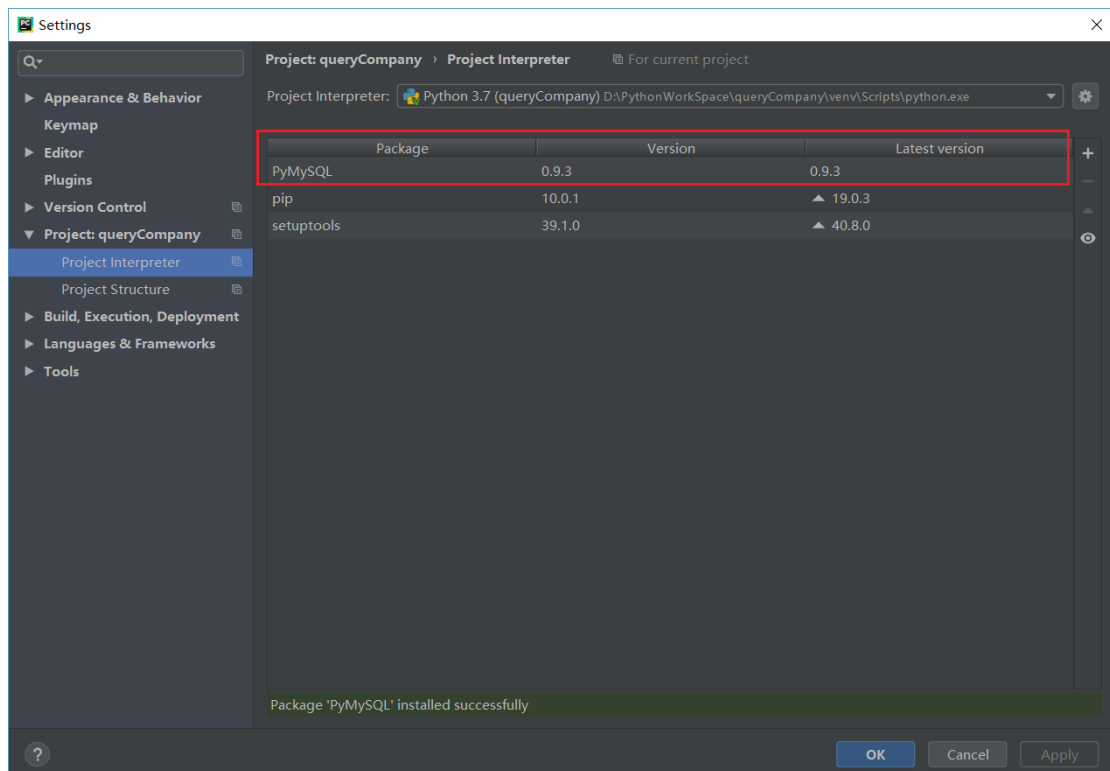 Settings
Project: queryCompany › Project Interpreter For current project
Project Interpreter: Python 3.7 (queryCompany) D:\PythonWorkSpace\queryCompany\venv\Scripts\python.exe
Appearance & Behavior
Keymap
Editor
Plugins
Version Control
Project: queryCompany
Project Interpreter
Project Structure
Build, Execution, Deployment
Languages & Frameworks
Tools
Package Version Latest version
PyMySQL 0.9.3 0.9.3
pip 10.0.1 ▲ 19.0.3
setuptools 39.1.0 ▲ 40.8.0
Package 'PyMySQL' installed successfully
? OK Cancel Apply